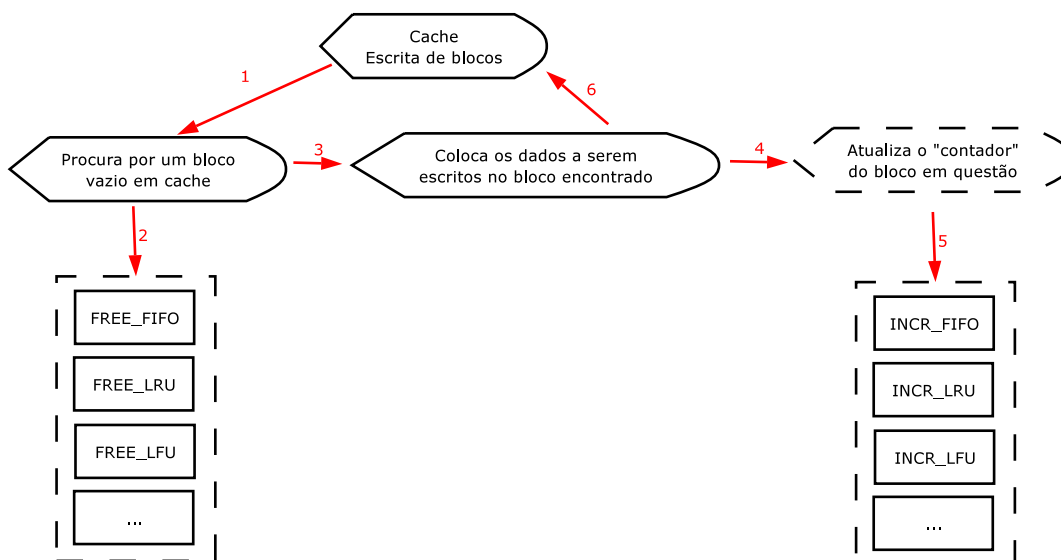 Cache
Escrita de blocos
1
6
Procura por um bloco
vazio em cache
3
Coloca os dados a serem
escritos no bloco encontrado
4
Atualiza o "contador"
do bloco em questão
2
5
FREE_FIFO
FREE_LRU
FREE_LFU
...
INCR_FIFO
INCR_LRU
INCR_LFU
...